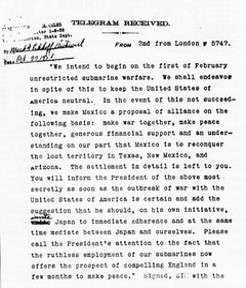 TELEGRAM RECEIVED.
FROM 2nd from London # 5747.
"We intend to begin on the first of February
unrestricted submarine warfare. We shall endeavor
in spite of this to keep the United States of
America neutral. In the event of this not succeed-
ing, we make Mexico a proposal of alliance on the
following basis: make war together, make peace
together, generous financial support and an under-
standing on our part that Mexico is to reconquer
the lost territory in Texas, New Mexico, and
Arizona. The settlement in detail is left to you.
You will inform the President of the above most
secretly as soon as the outbreak of war with the
United States of America is certain and add the
suggestion that he should, on his own initiative,
Japan to immediate adherence and at the same
time mediate between Japan and ourselves. Please
call the President's attention to the fact that
the ruthless employment of our submarines now
offers the prospect of compelling England in a
few months to make peace." Signed,